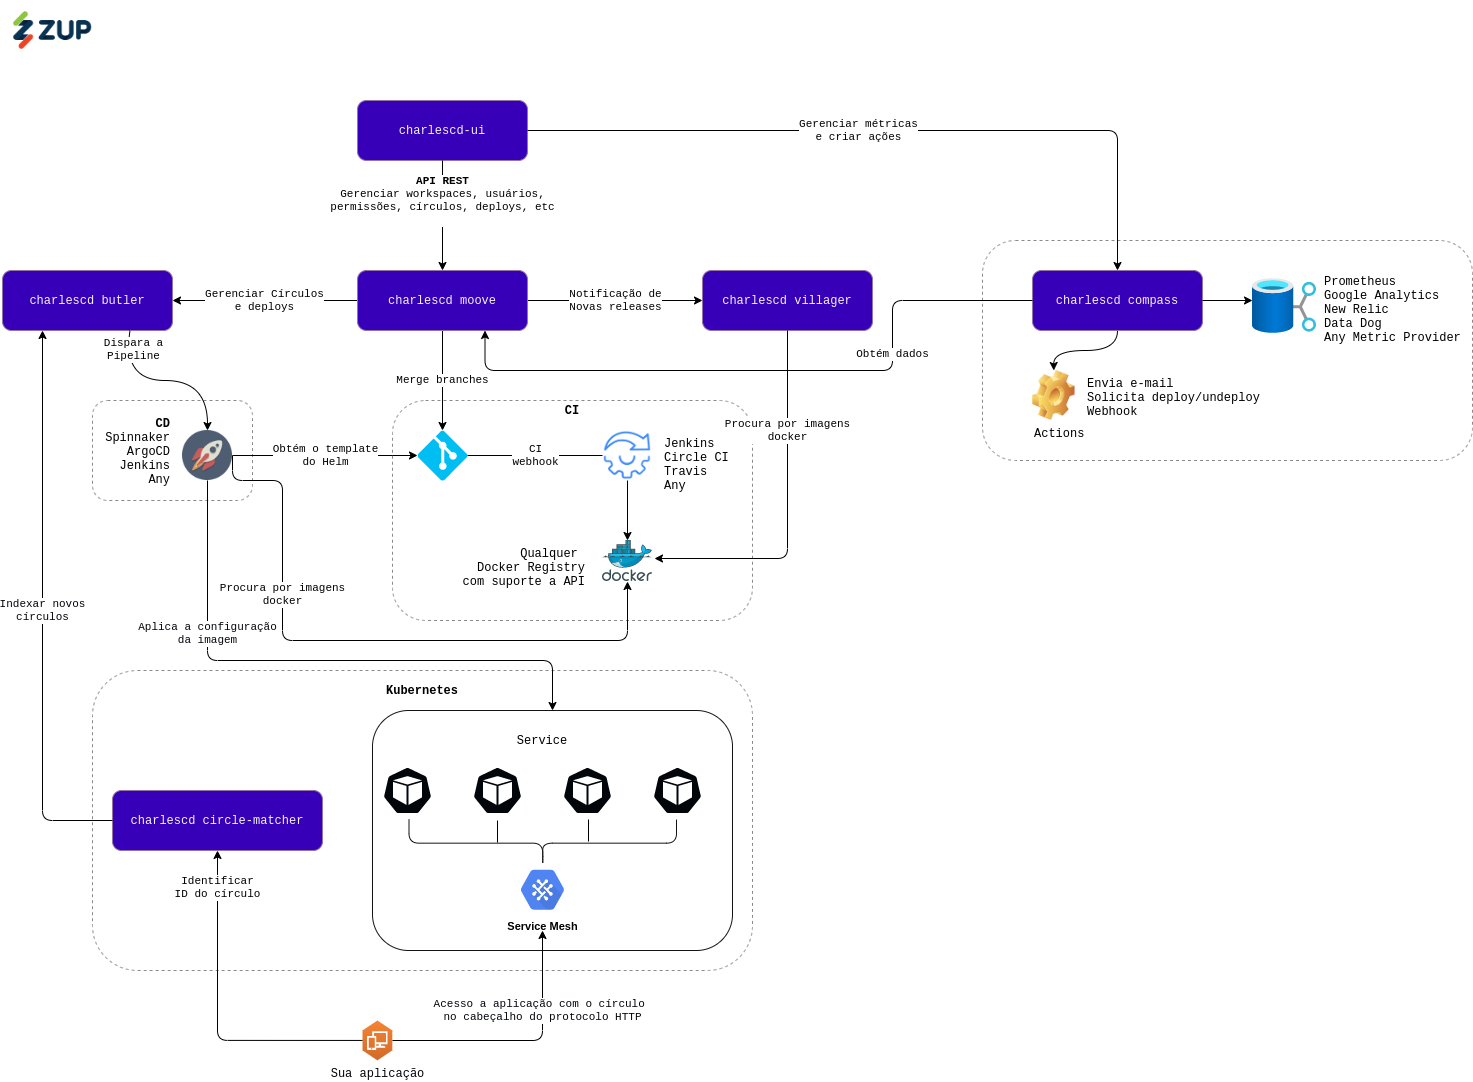 ZUP
charlescd-ui
Gerenciar métricas
e criar ações
API REST
Gerenciar workspaces, usuários,
permissões, círculos, deploys, etc
charlescd butler
Gerenciar Círculos
e deploys
charlescd moove
Notificação de
Novas releases
charlescd villager
charlescd compass
Prometheus
Google Analytics
New Relic
Data Dog
Any Metric Provider
Dispara a
Pipeline
Merge branches
Obtém dados
Envia e-mail
Solicita deploy/undeploy
Webhook
Actions
CD
Spinnaker
ArgoCD
Jenkins
Any
Obtém o template
do Helm
CI
CI
webhook
Jenkins
Circle CI
Travis
Any
Procura por imagens
docker
Qualquer
Docker Registry
com suporte a API
docker
Procura por imagens
docker
Indexar novos
círculos
Aplica a configuração
da imagem
Kubernetes
Service
charlescd circle-matcher
Identificar
ID do círculo
Service Mesh
Acesso a aplicação com o círculo
no cabeçalho do protocolo HTTP
Sua aplicação